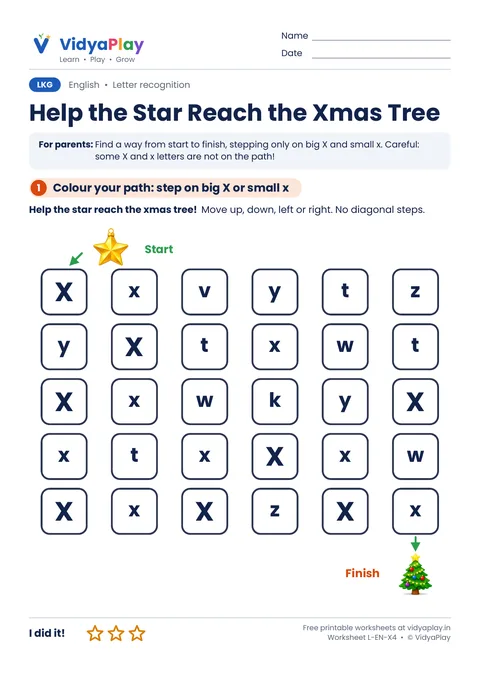 VidyaPlay
Learn • Play • Grow
Name
Date
LKG English • Letter recognition
Help the Star Reach the Xmas Tree
For parents: Find a way from start to finish, stepping only on big X and small x. Careful:
some X and x letters are not on the path!
1 Colour your path: step on big X or small x
Help the star reach the xmas tree! Move up, down, left or right. No diagonal steps.
Start
X x v y t z
y X t x w t
X x w k y X
x t x X x w
X x X z X x
Finish
I did it!
Free printable worksheets at vidyaplay.in
Worksheet L-EN-X4 • © VidyaPlay